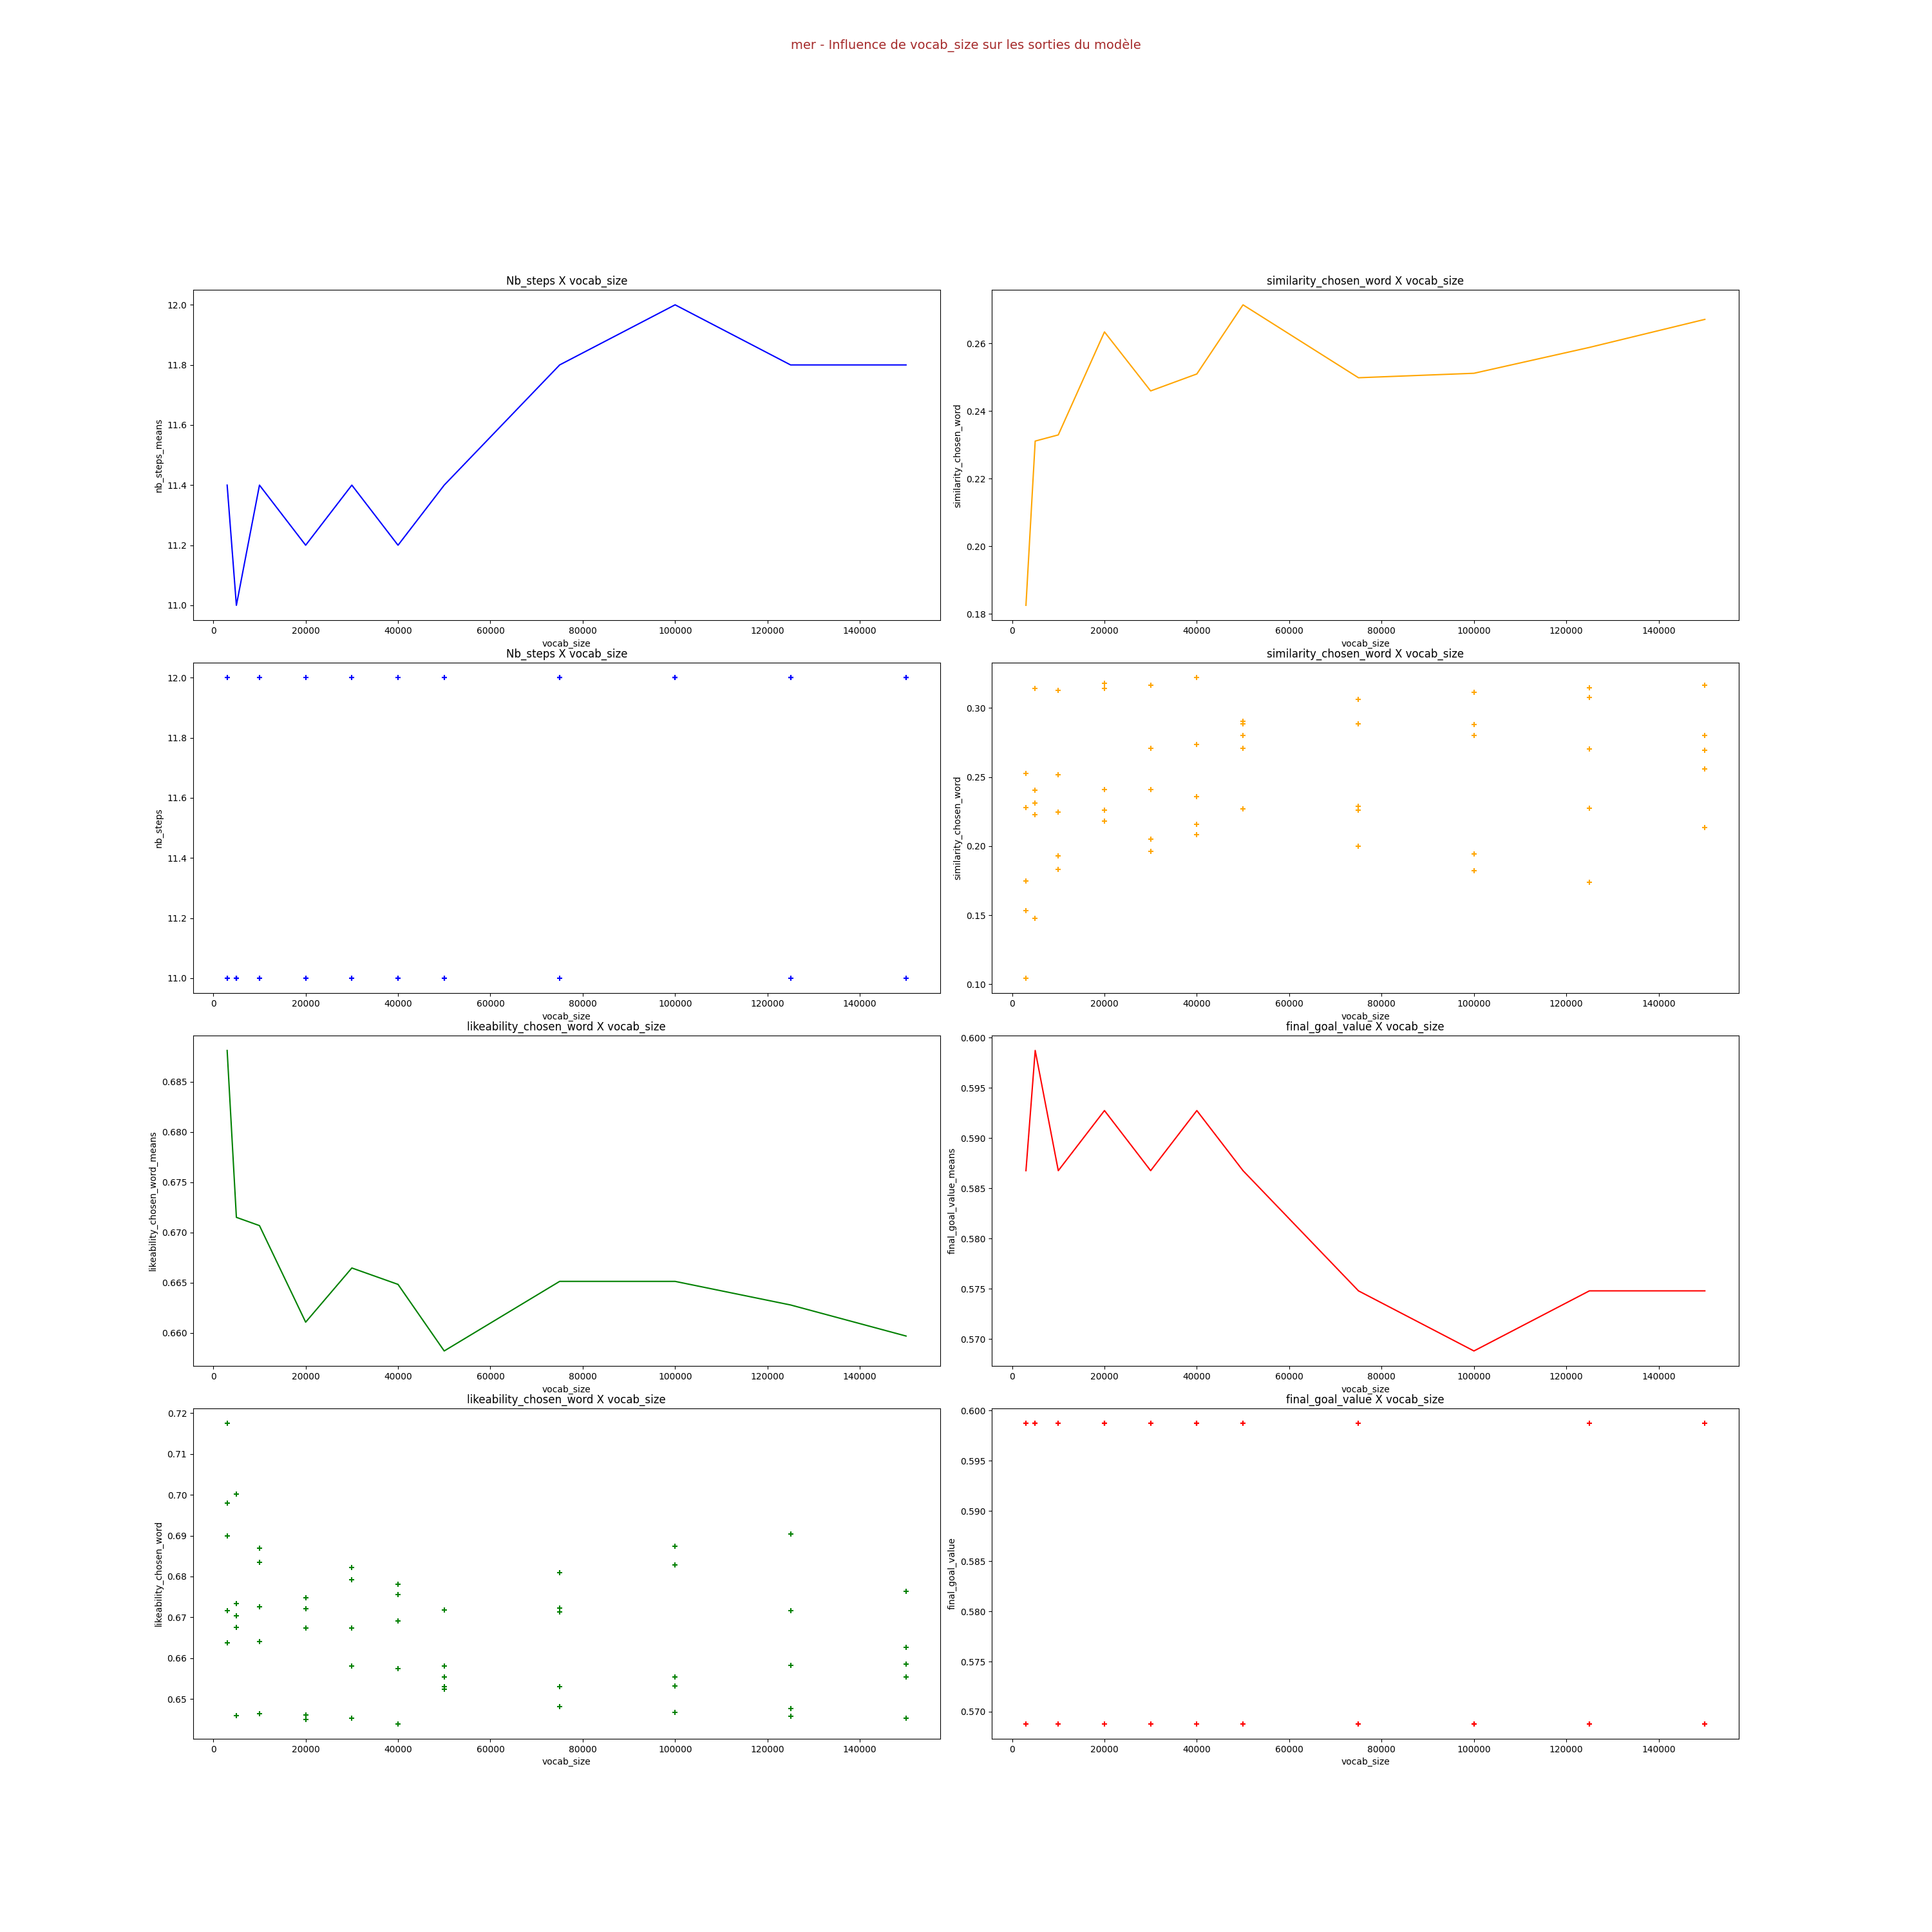 mer - Influence de vocab_size sur les sorties du modèle
Nb_steps X vocab_size
nb_steps_means
12.0
11.8
11.6
11.4
11.2
11.0
0 20000 40000 60000 80000 100000 120000 140000
vocab_size
similarity_chosen_word X vocab_size
similarity_chosen_word
0.26
0.24
0.22
0.20
0.18
0 20000 40000 60000 80000 100000 120000 140000
vocab_size
Nb_steps X vocab_size
nb_steps
12.0
11.8
11.6
11.4
11.2
11.0
0 20000 40000 60000 80000 100000 120000 140000
vocab_size
similarity_chosen_word X vocab_size
similarity_chosen_word
0.30
0.25
0.20
0.15
0.10
0 20000 40000 60000 80000 100000 120000 140000
vocab_size
likeability_chosen_word X vocab_size
likeability_chosen_word_means
0.685
0.680
0.675
0.670
0.665
0.660
0 20000 40000 60000 80000 100000 120000 140000
vocab_size
final_goal_value X vocab_size
final_goal_value_means
0.600
0.595
0.590
0.585
0.580
0.575
0.570
0 20000 40000 60000 80000 100000 120000 140000
vocab_size
likeability_chosen_word X vocab_size
likeability_chosen_word
0.72
0.71
0.70
0.69
0.68
0.67
0.66
0.65
0 20000 40000 60000 80000 100000 120000 140000
vocab_size
final_goal_value X vocab_size
final_goal_value
0.600
0.595
0.590
0.585
0.580
0.575
0.570
0 20000 40000 60000 80000 100000 120000 140000
vocab_size